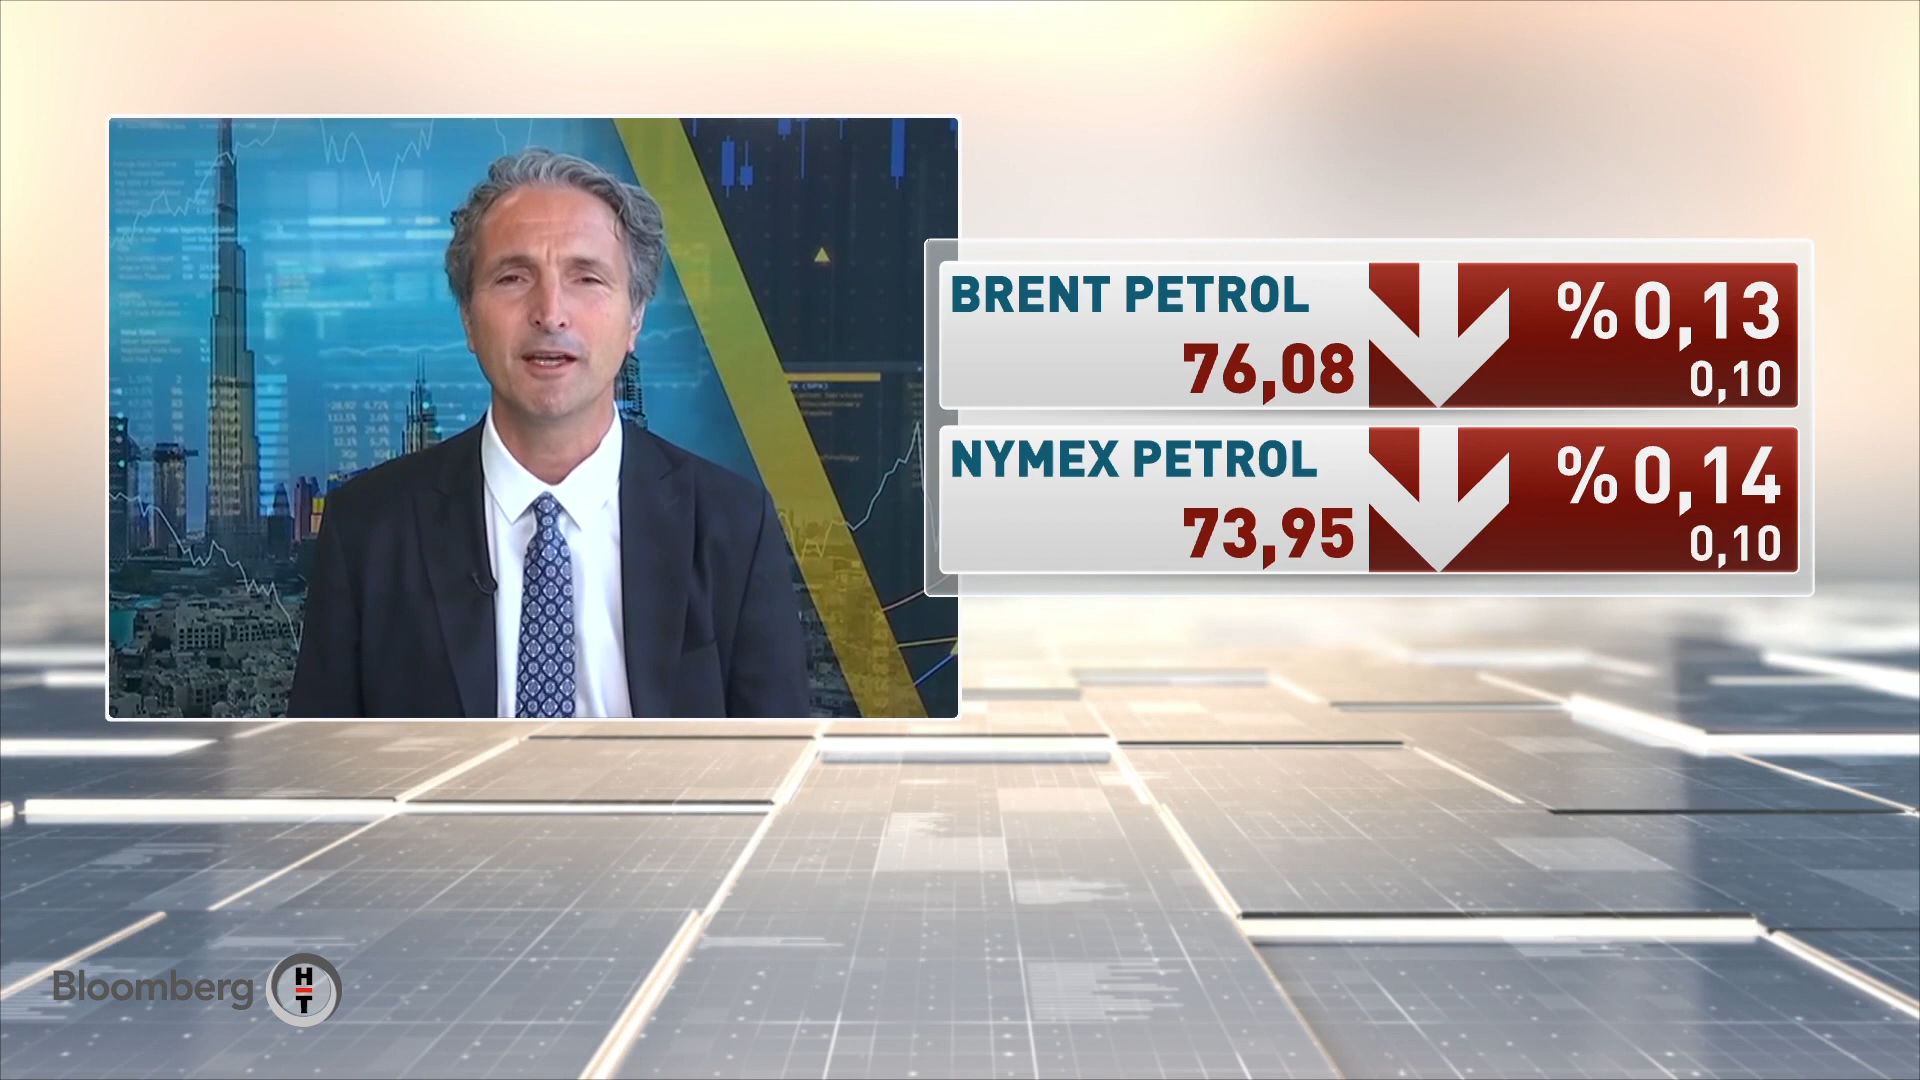 BRENT PETROL
76,08
% 0,13
0,10
NYMEX PETROL
73,95
% 0,14
0,10
Bloomberg HT